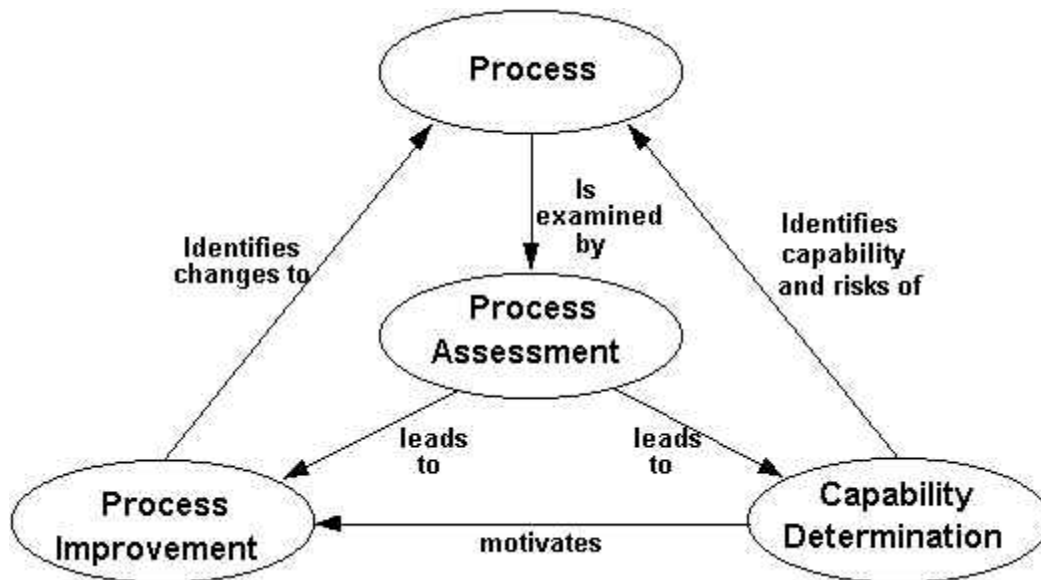 Process
Is
examined
by
Identifies
changes to
Identifies
capability
and risks of
Process
Assessment
leads
to
leads
to
Process
Improvement
motivates
Capability
Determination